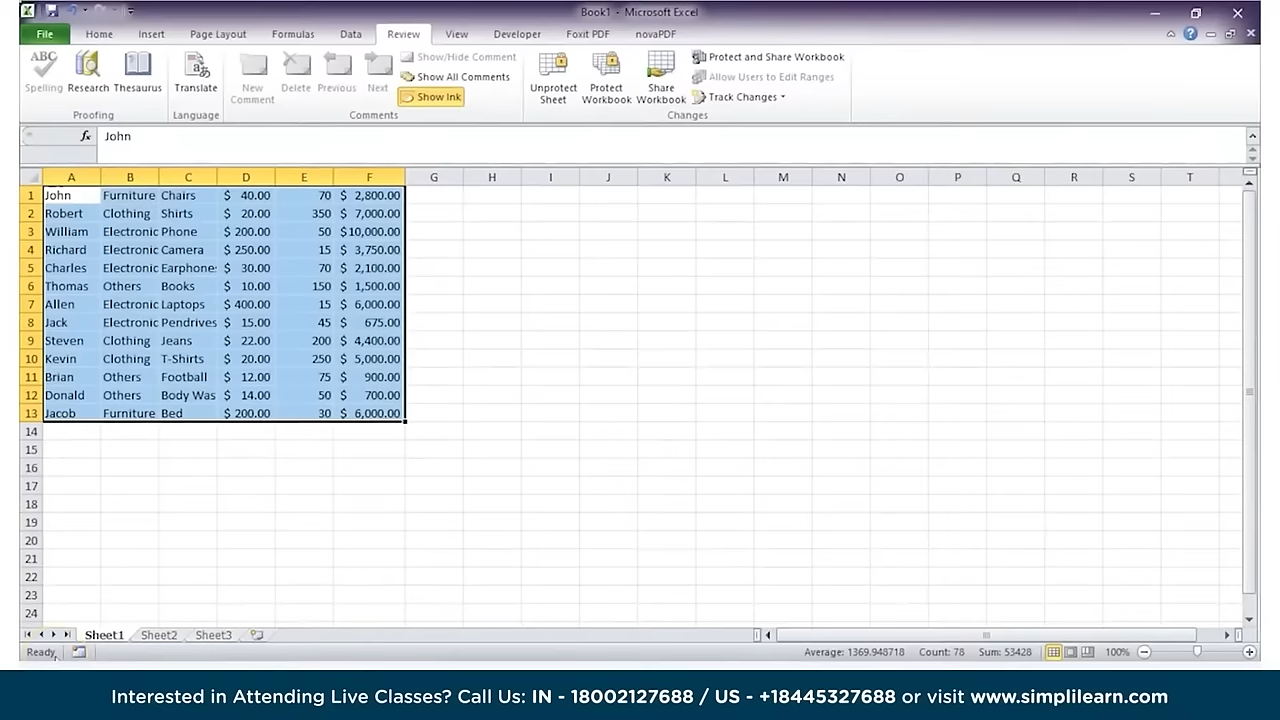 Book1 - Microsoft Excel
File Home Insert Page Layout Formulas Data Review View Developer Foxit PDF novaPDF
ABC
Spelling Research Thesaurus
Proofing
Translate
Language
New Comment Delete Previous Next
Show/Hide Comment
Show All Comments
Show Ink
Comments
Unprotect Sheet Protect Workbook Share Workbook
Protect and Share Workbook
Allow Users to Edit Ranges
Track Changes
Changes
fx John
A B C D E F G H I J K L M N O P Q R S T
1 John Furniture Chairs $ 40.00 70 $ 2,800.00
2 Robert Clothing Shirts $ 20.00 350 $ 7,000.00
3 William Electronic Phone $ 200.00 50 $10,000.00
4 Richard Electronic Camera $ 250.00 15 $ 3,750.00
5 Charles Electronic Earphone $ 30.00 70 $ 2,100.00
6 Thomas Others Books $ 10.00 150 $ 1,500.00
7 Allen Electronic Laptops $ 400.00 15 $ 6,000.00
8 Jack Electronic Pendrives $ 15.00 45 $ 675.00
9 Steven Clothing Jeans $ 22.00 200 $ 4,400.00
10 Kevin Clothing T-Shirts $ 20.00 250 $ 5,000.00
11 Brian Others Football $ 12.00 75 $ 900.00
12 Donald Others Body Was $ 14.00 50 $ 700.00
13 Jacob Furniture Bed $ 200.00 30 $ 6,000.00
14
15
16
17
18
19
20
21
22
23
24
Sheet1 Sheet2 Sheet3
Ready Average: 1369.948718 Count: 78 Sum: 53428 100%
Interested in Attending Live Classes? Call Us: IN - 18002127688 / US - +18445327688 or visit www.simplilearn.com